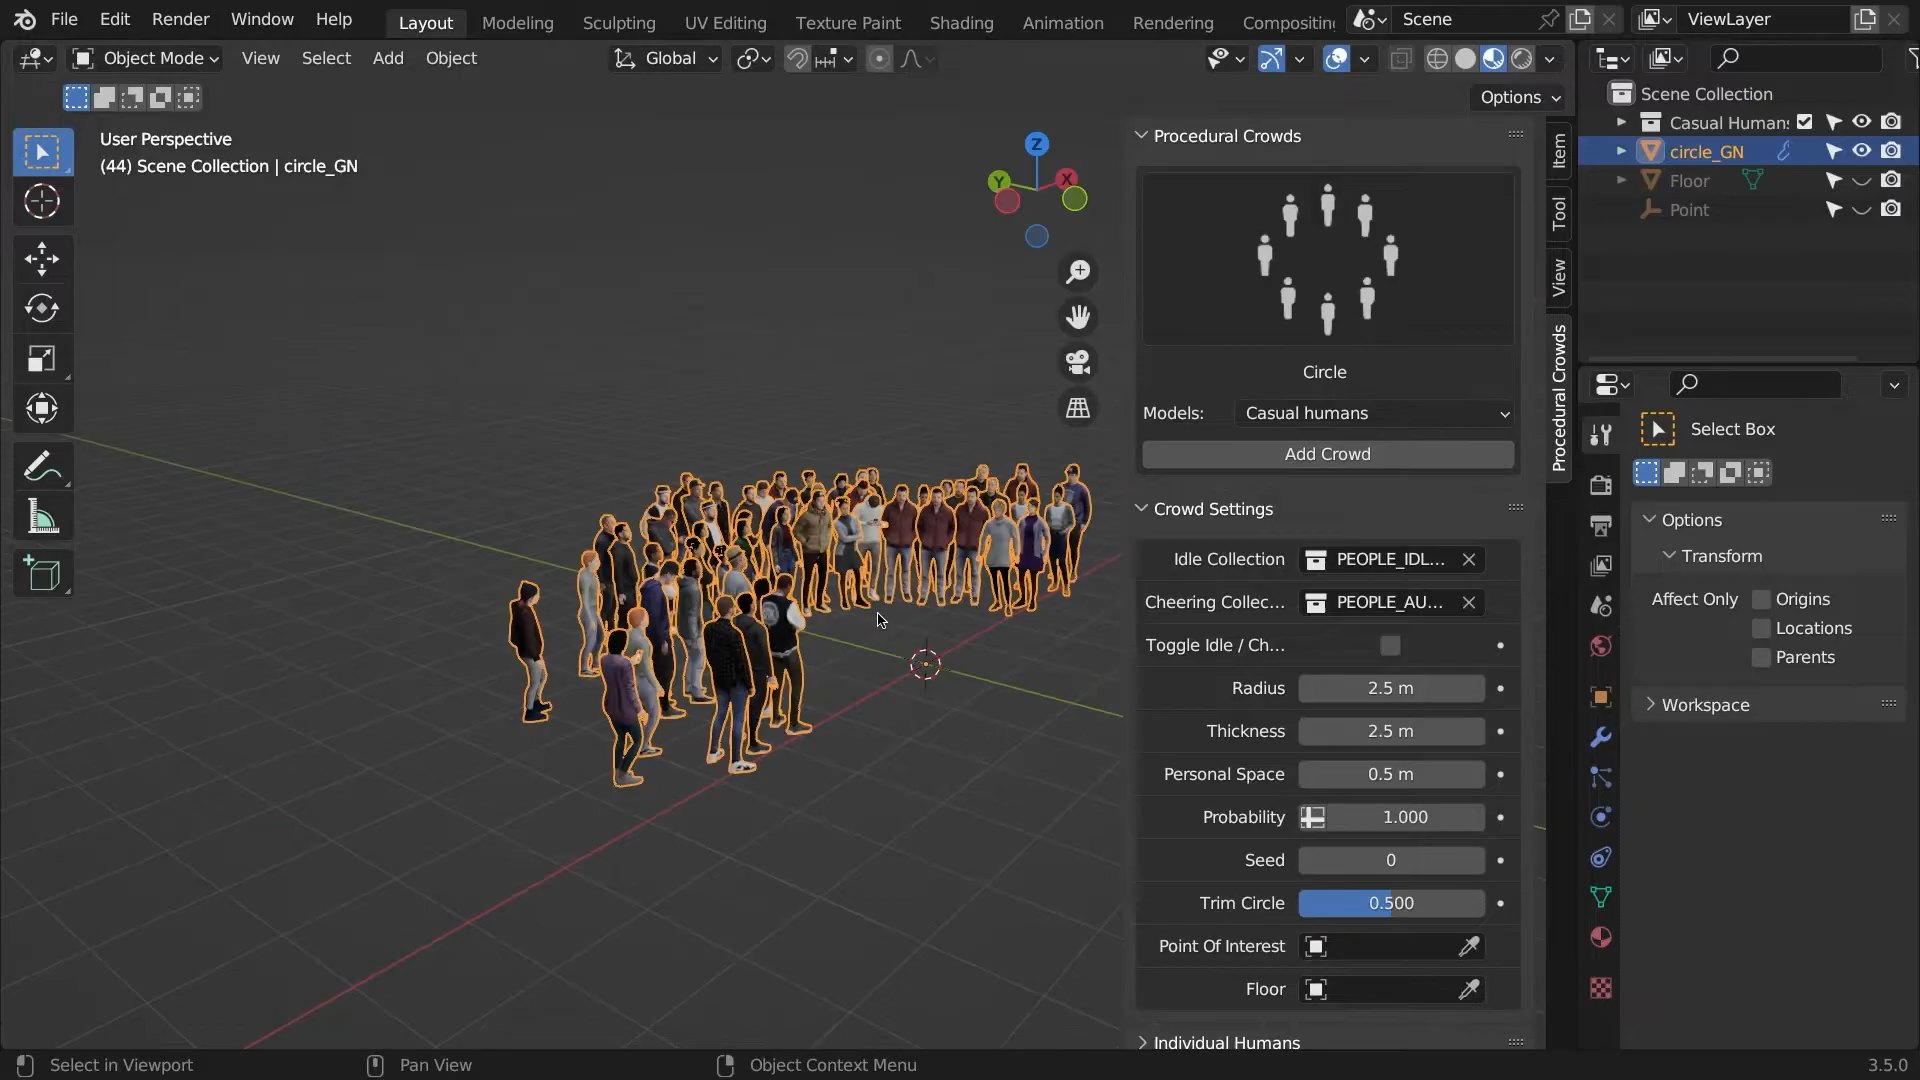 File Edit Render Window Help Layout Modeling Sculpting UV Editing Texture Paint Shading Animation Rendering Scene ViewLayer
Object Mode View Select Add Object Global
Options
User Perspective
(44) Scene Collection | circle_GN
Z
Y
X
Procedural Crowds
Circle
Models: Casual humans
Add Crowd
Crowd Settings
Idle Collection PEOPLE_IDL...
Cheering Collec... PEOPLE_AU...
Toggle Idle / Ch...
Radius 2.5 m
Thickness 2.5 m
Personal Space 0.5 m
Probability 1.000
Seed 0
Trim Circle 0.500
Point Of Interest
Floor
Individual Humans
Item
Tool
View
Procedural Crowds
Scene Collection
Casual Human
circle_GN
Floor
Point
Select Box
Options
Transform
Affect Only Origins
Locations
Parents
Workspace
Select in Viewport Pan View Object Context Menu 3.5.0